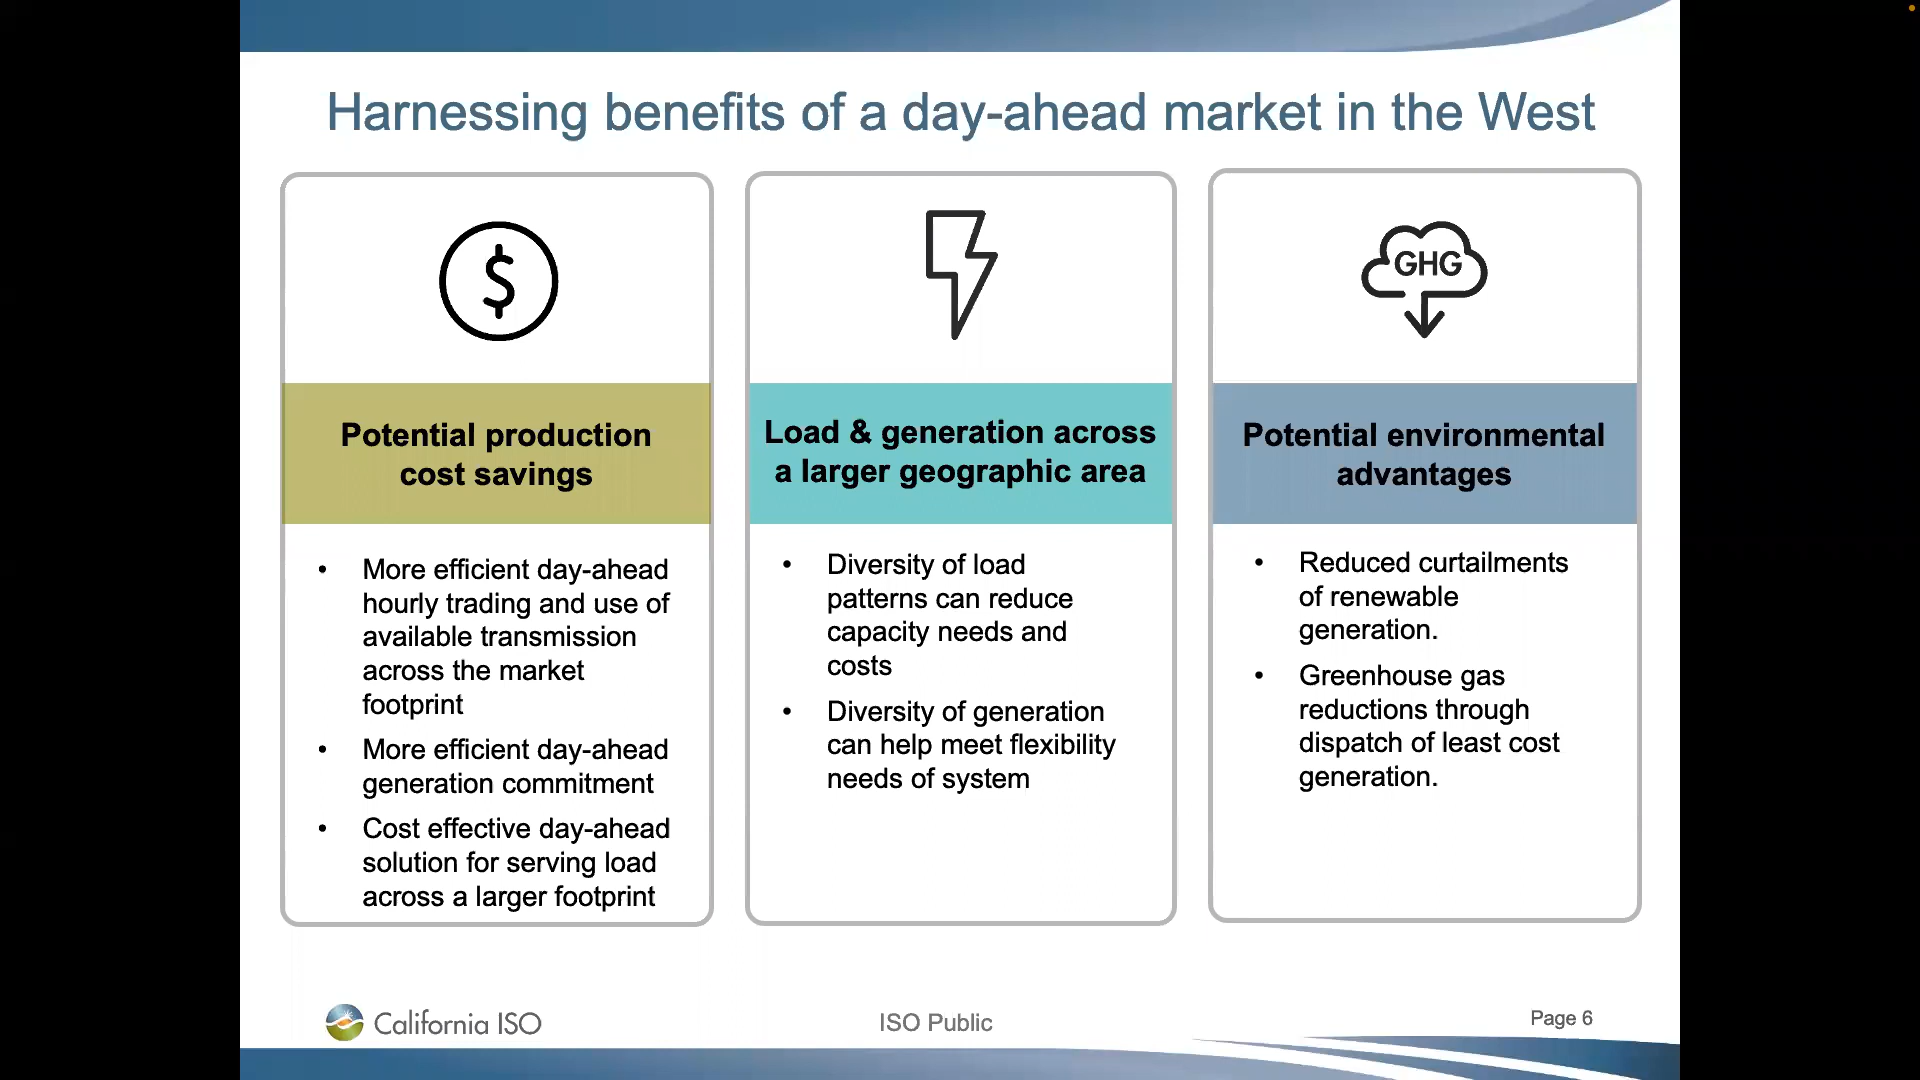 Harnessing benefits of a day-ahead market in the West
$
Potential production
cost savings
• More efficient day-ahead
hourly trading and use of
available transmission
across the market
footprint
• More efficient day-ahead
generation commitment
• Cost effective day-ahead
solution for serving load
across a larger footprint
Load & generation across
a larger geographic area
• Diversity of load
patterns can reduce
capacity needs and
costs
• Diversity of generation
can help meet flexibility
needs of system
GHG
Potential environmental
advantages
• Reduced curtailments
of renewable
generation.
• Greenhouse gas
reductions through
dispatch of least cost
generation.
California ISO
ISO Public
Page 6